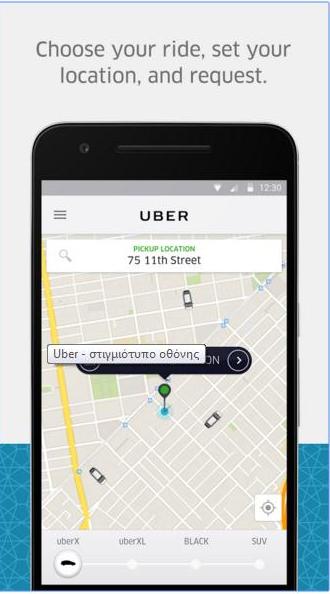 Choose your ride, set your
location, and request.
12:30
UBER
PICKUP LOCATION
75 11th Street
Uber - στιγμιότυπο οθόνης
ON
uberX uberXL BLACK SUV